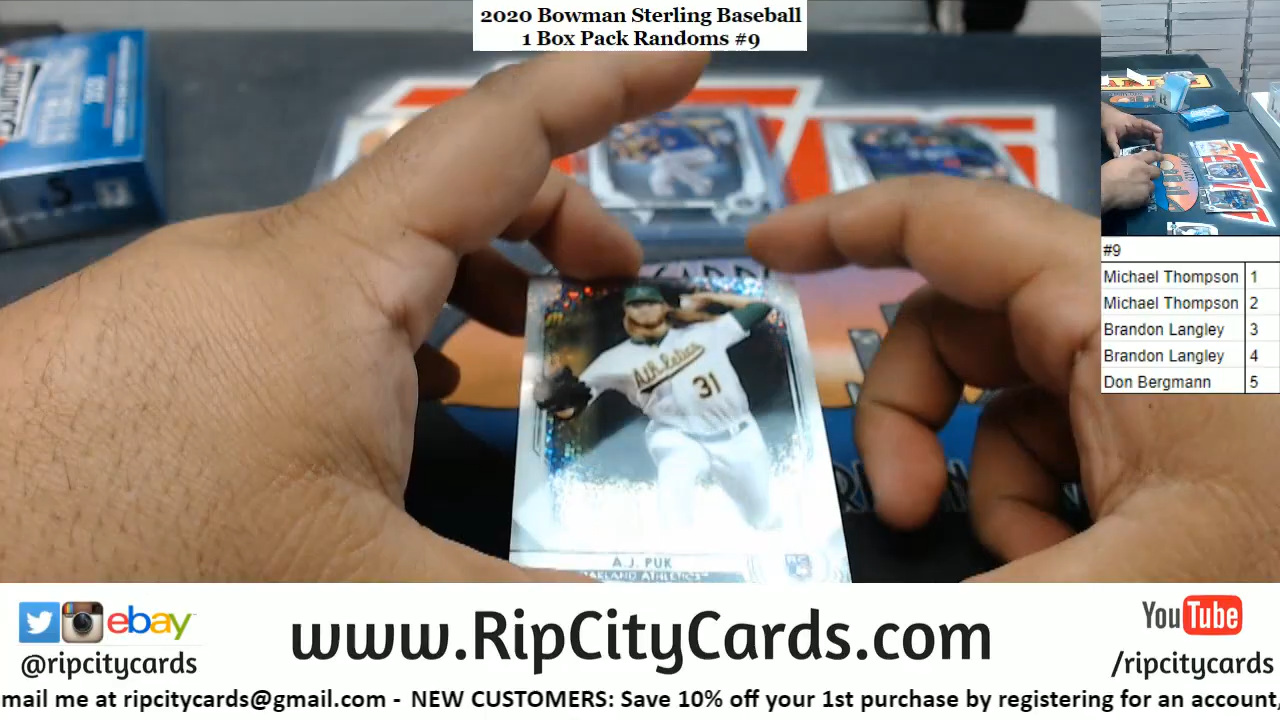 2020 Bowman Sterling Baseball
1 Box Pack Randoms #9
#9
Michael Thompson 1
Michael Thompson 2
Brandon Langley 3
Brandon Langley 4
Don Bergmann 5
Athletics
31
A.J. PUK
OAKLAND ATHLETICS
ebay
www.RipCityCards.com
YouTube
@ripcitycards
/ripcitycards
mail me at ripcitycards@gmail.com - NEW CUSTOMERS: Save 10% off your 1st purchase by registering for an account,